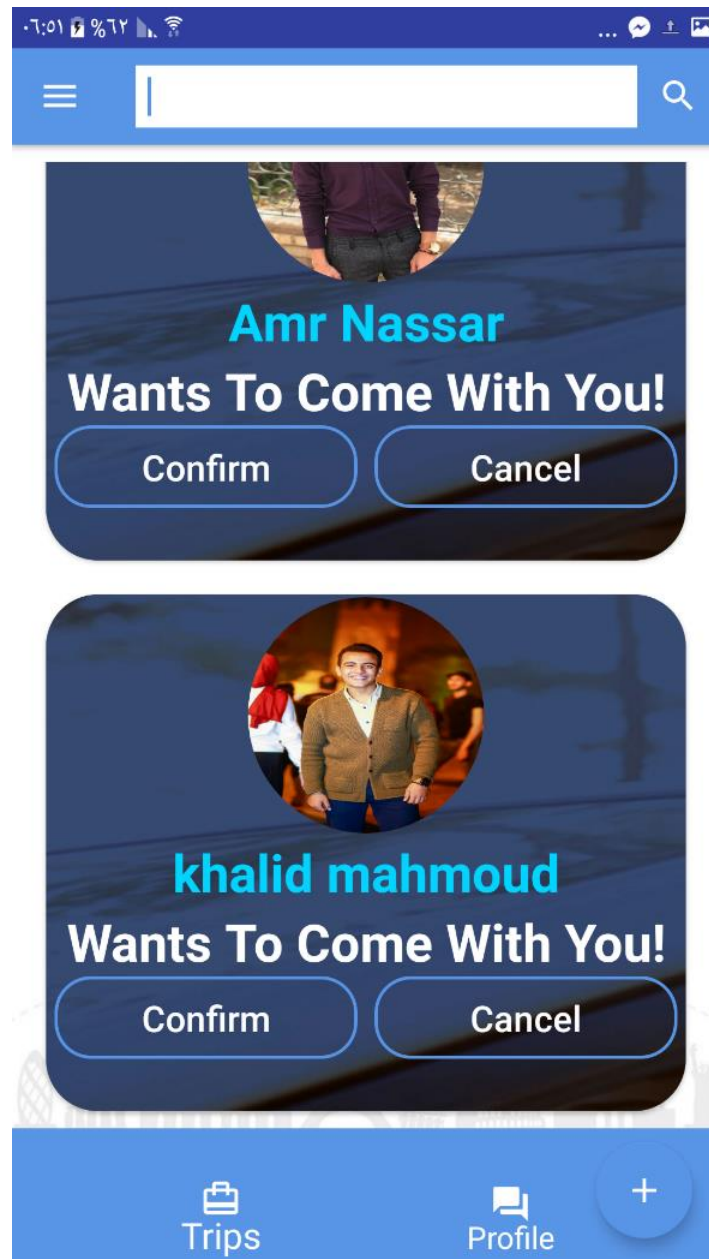 ٠٦:٥١ %٦٢ ...
Amr Nassar
Wants To Come With You!
Confirm Cancel
khalid mahmoud
Wants To Come With You!
Confirm Cancel
Trips Profile